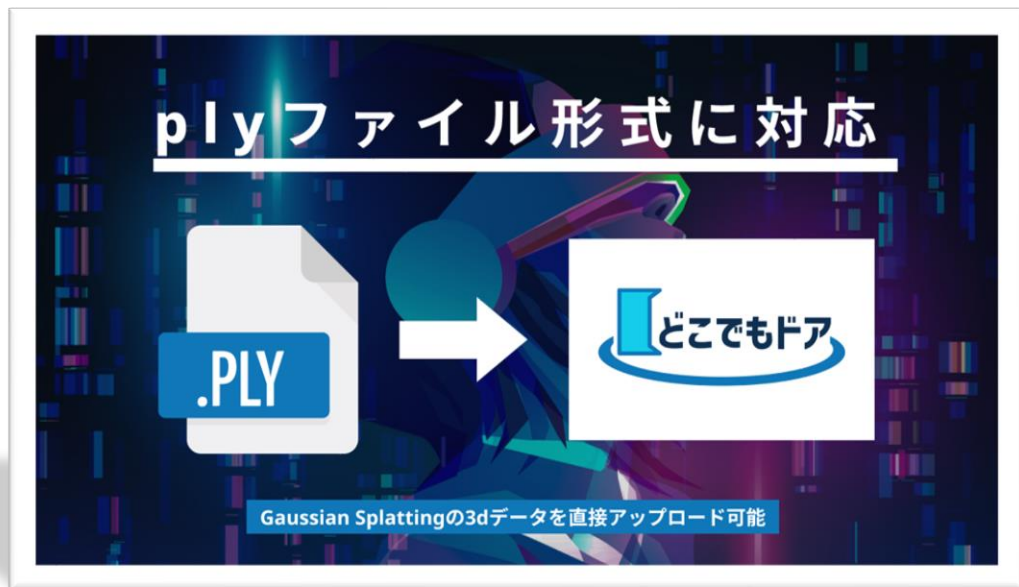 plyファイル形式に対応
.PLY
どこでもドア
Gaussian Splattingの3dデータを直接アップロード可能